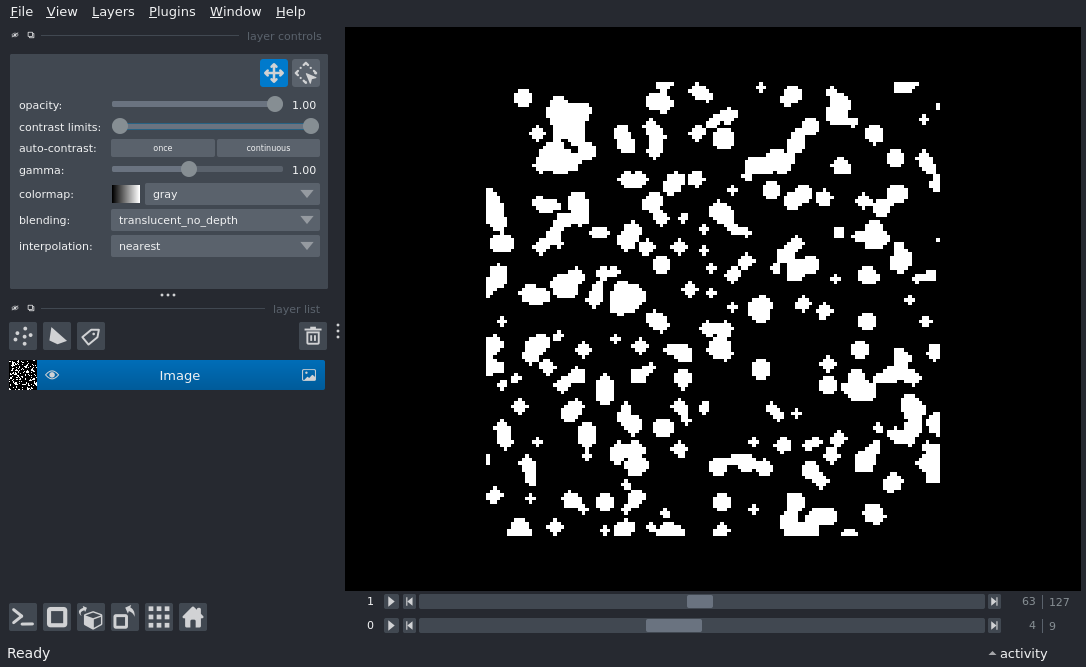 File View Layers Plugins Window Help
layer controls
opacity: 1.00
contrast limits:
auto-contrast: once continuous
gamma: 1.00
colormap: gray
blending: translucent_no_depth
interpolation: nearest
layer list
Image
1 63 127
0 4 9
Ready activity